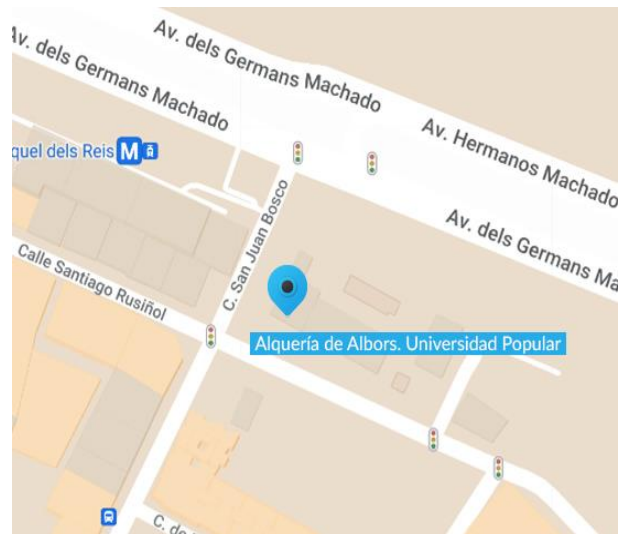 Av. dels Germans Machado
Av. dels Germans Machado
Av. Hermanos Machado
quel dels Reis M
Av. dels Germans Ma
C. San Juan Bosco
Calle Santiago Rusiñol
Alquería de Albors. Universidad Popular
C. de